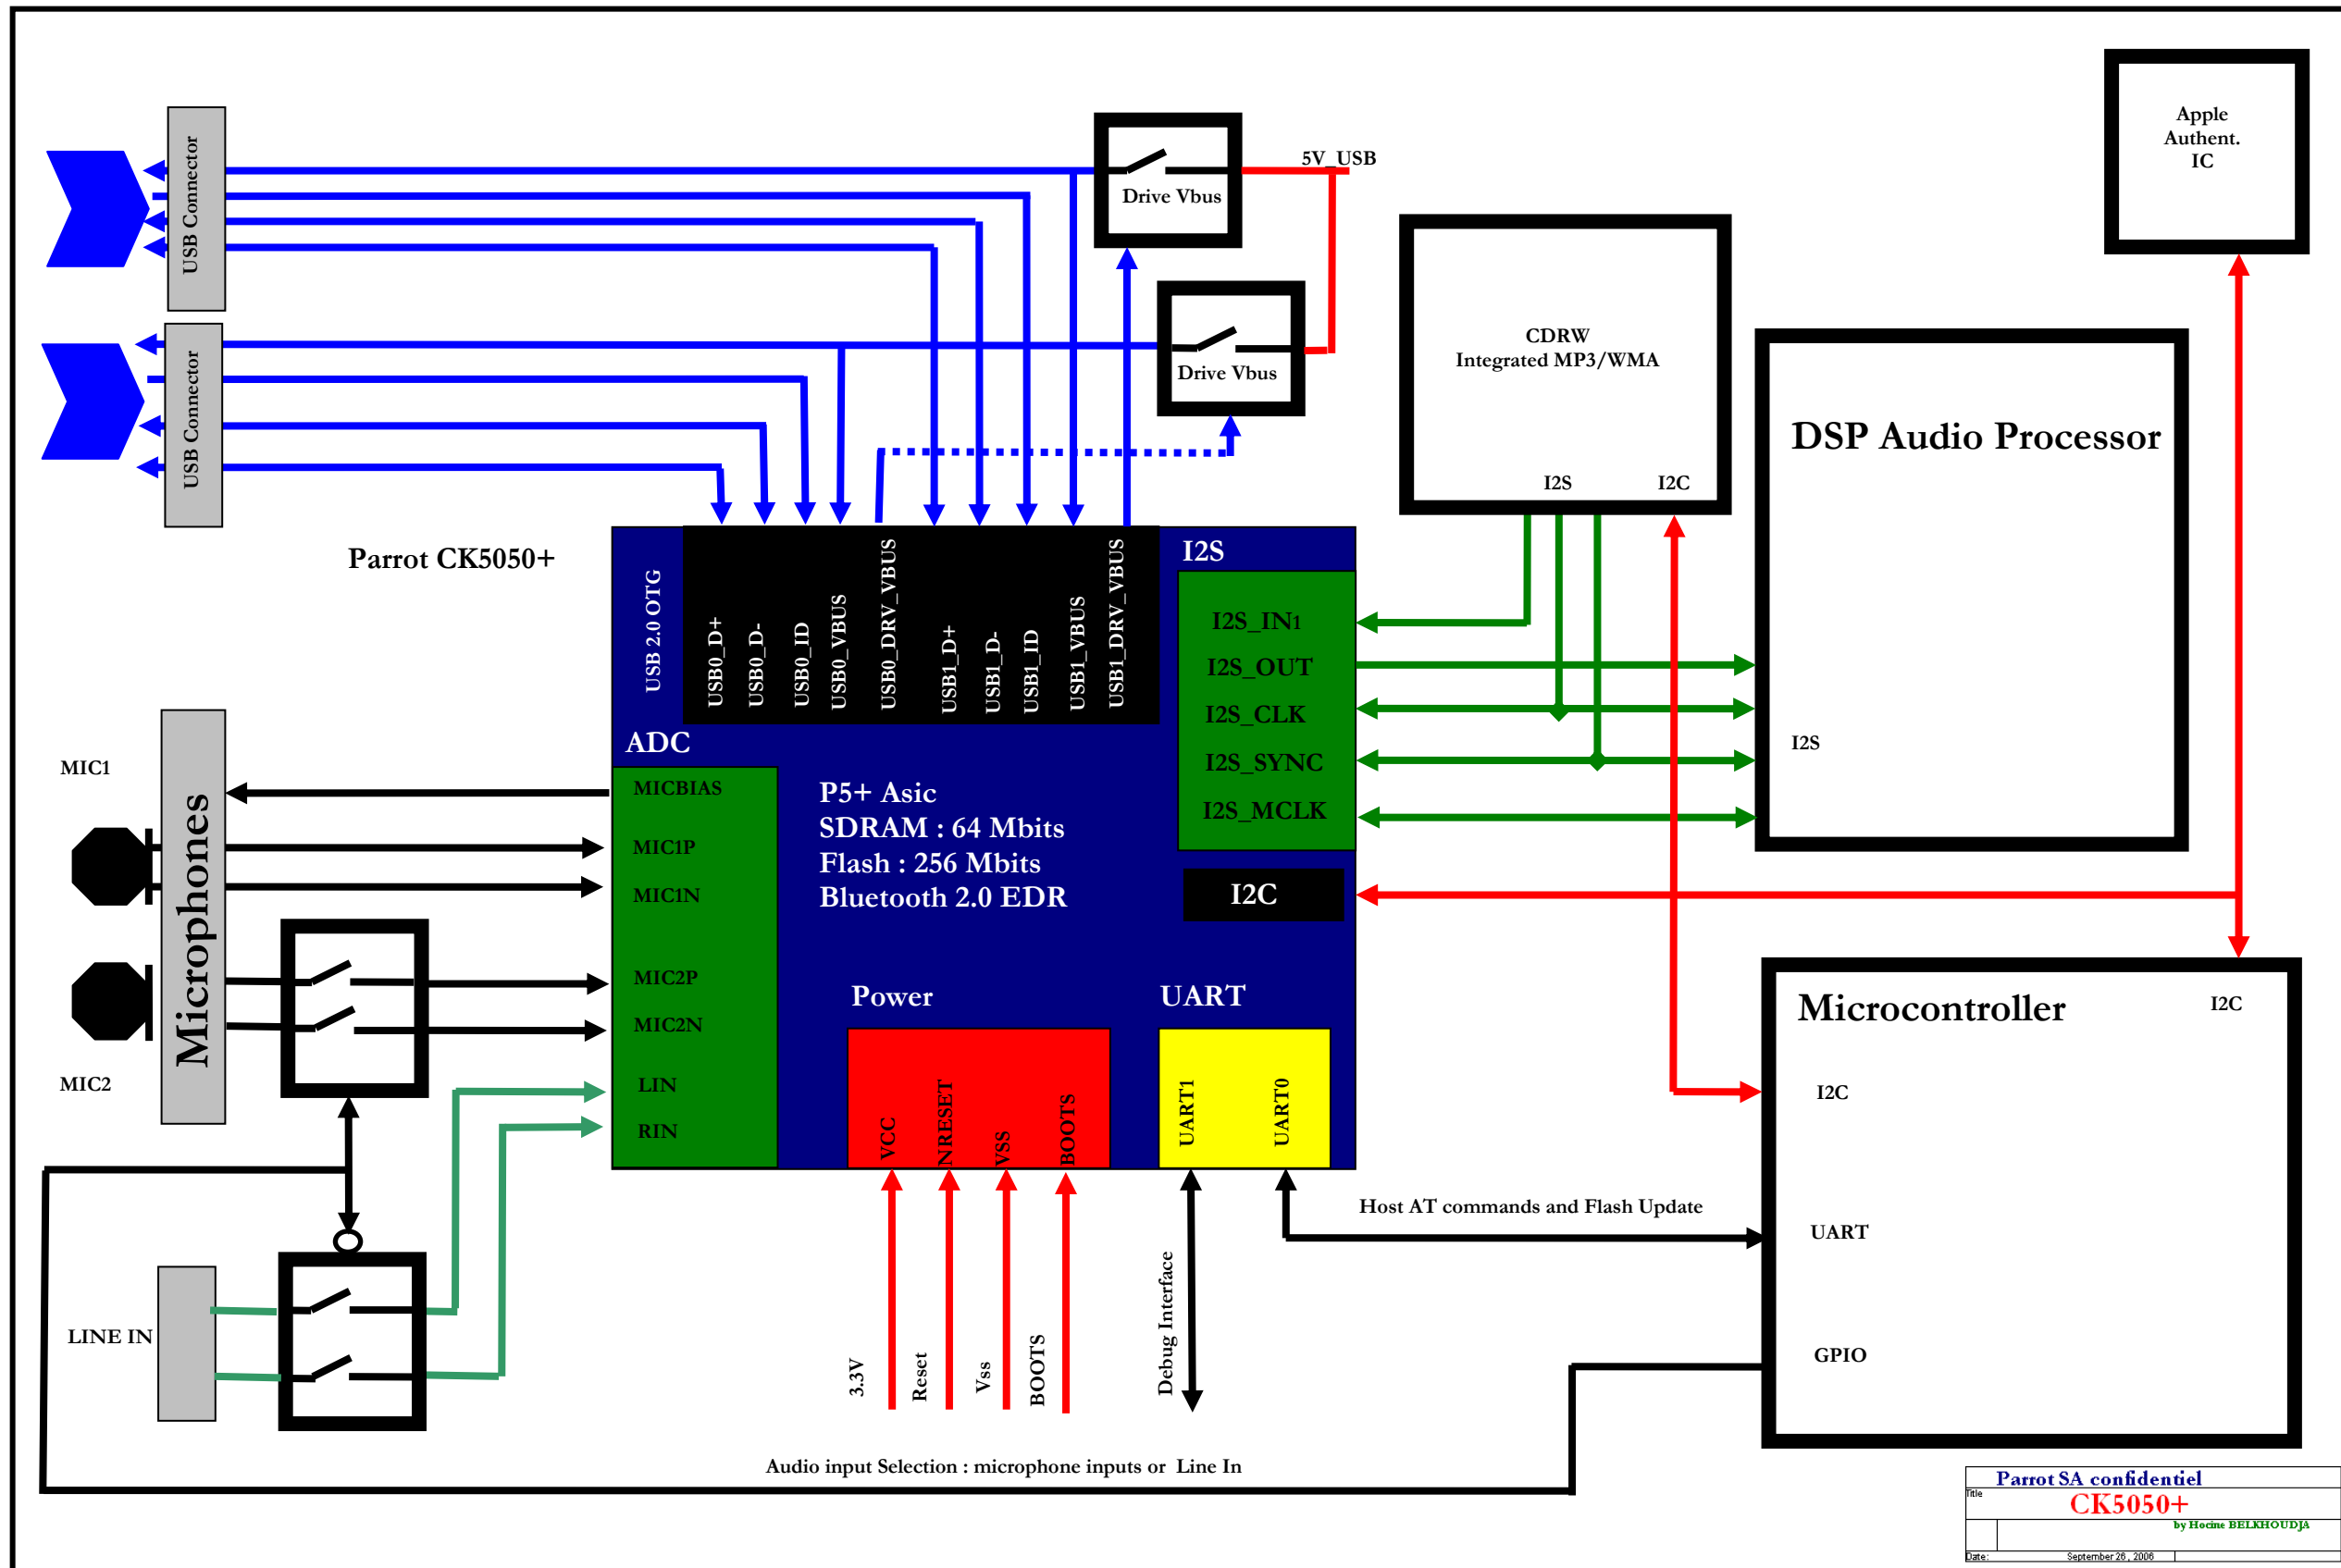 Apple
Authent.
IC
USB Connector
5V_USB
Drive Vbus
USB Connector
Drive Vbus
CDRW
Integrated MP3/WMA
I2S
I2C
DSP Audio Processor
I2S
Parrot CK5050+
USB 2.0 OTG
USB0_D+
USB0_D-
USB0_ID
USB0_VBUS
USB0_DRV_VBUS
USB1_D+
USB1_D-
USB1_ID
USB1_VBUS
USB1_DRV_VBUS
I2S
I2S_IN1
I2S_OUT
I2S_CLK
I2S_SYNC
I2S_MCLK
ADC
MICBIAS
MIC1P
MIC1N
MIC2P
MIC2N
LIN
RIN
P5+ Asic
SDRAM : 64 Mbits
Flash : 256 Mbits
Bluetooth 2.0 EDR
I2C
MIC1
Microphones
MIC2
Power
VCC
NRESET
VSS
BOOTS
UART
UART1
UART0
Microcontroller
I2C
I2C
UART
GPIO
Host AT commands and Flash Update
LINE IN
3.3V
Reset
Vss
BOOTS
Debug Interface
Audio input Selection : microphone inputs or Line In
Parrot SA confidentiel
Title
CK5050+
by Hocine BELKHOUDJA
Date:
September 26, 2006